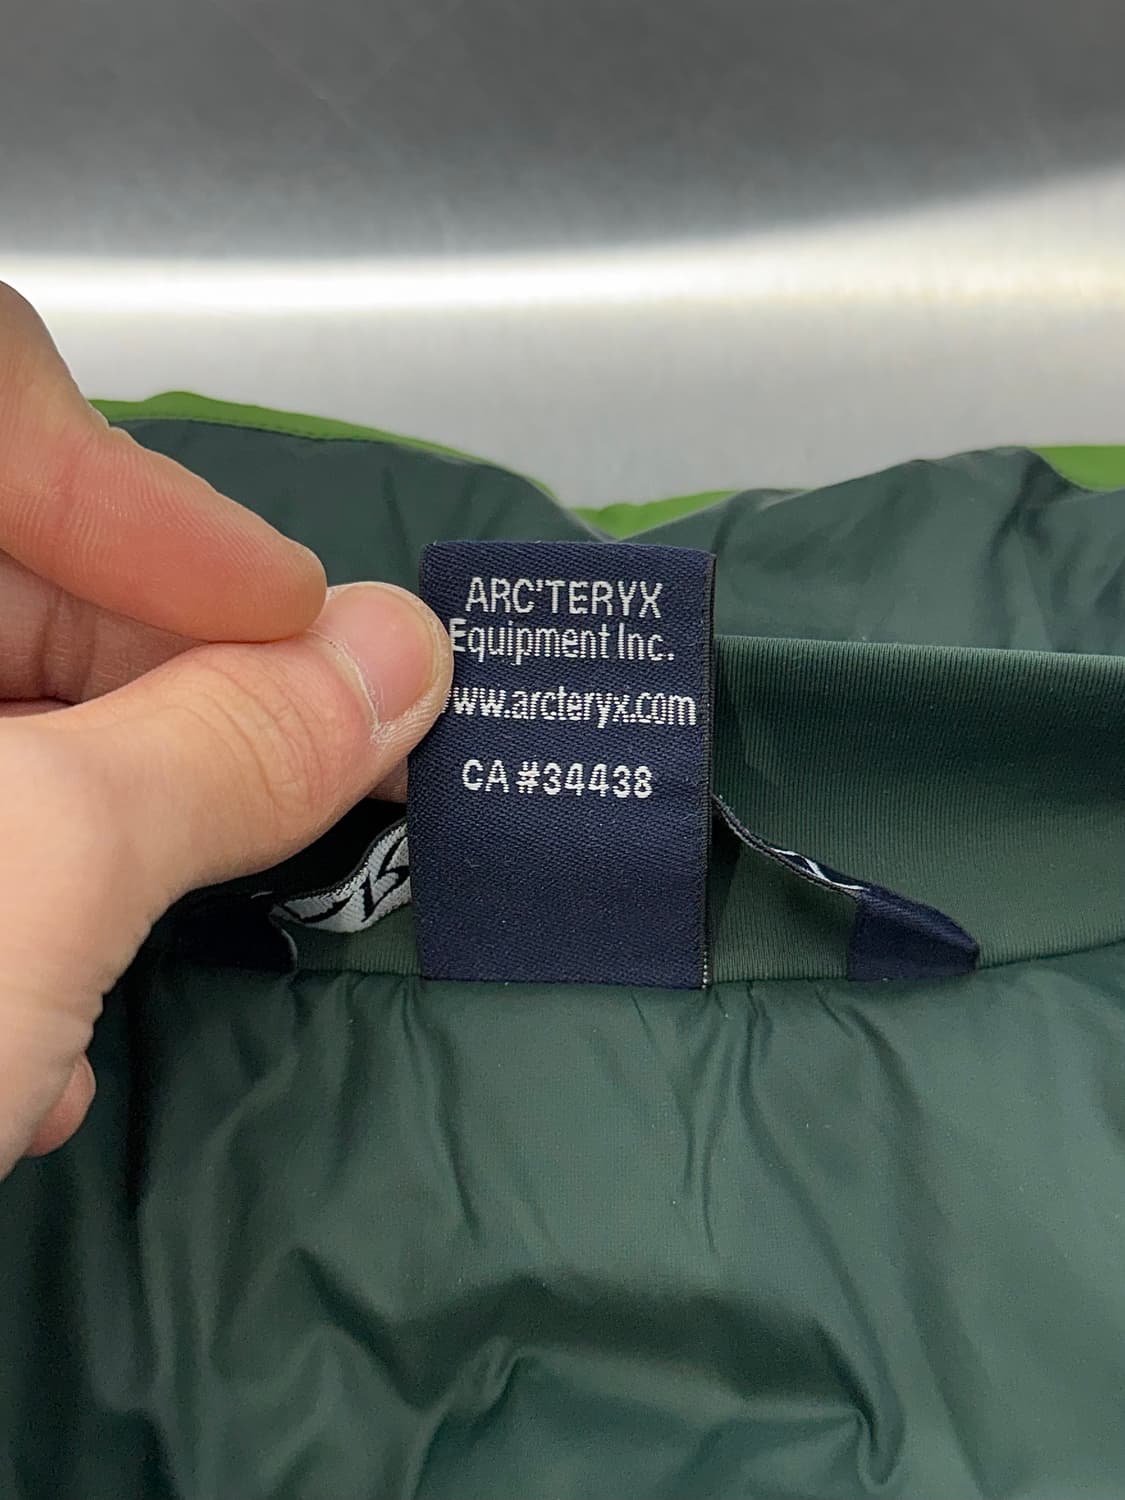 ARC'TERYX
Equipment Inc.
www.arcteryx.com
CA #34438